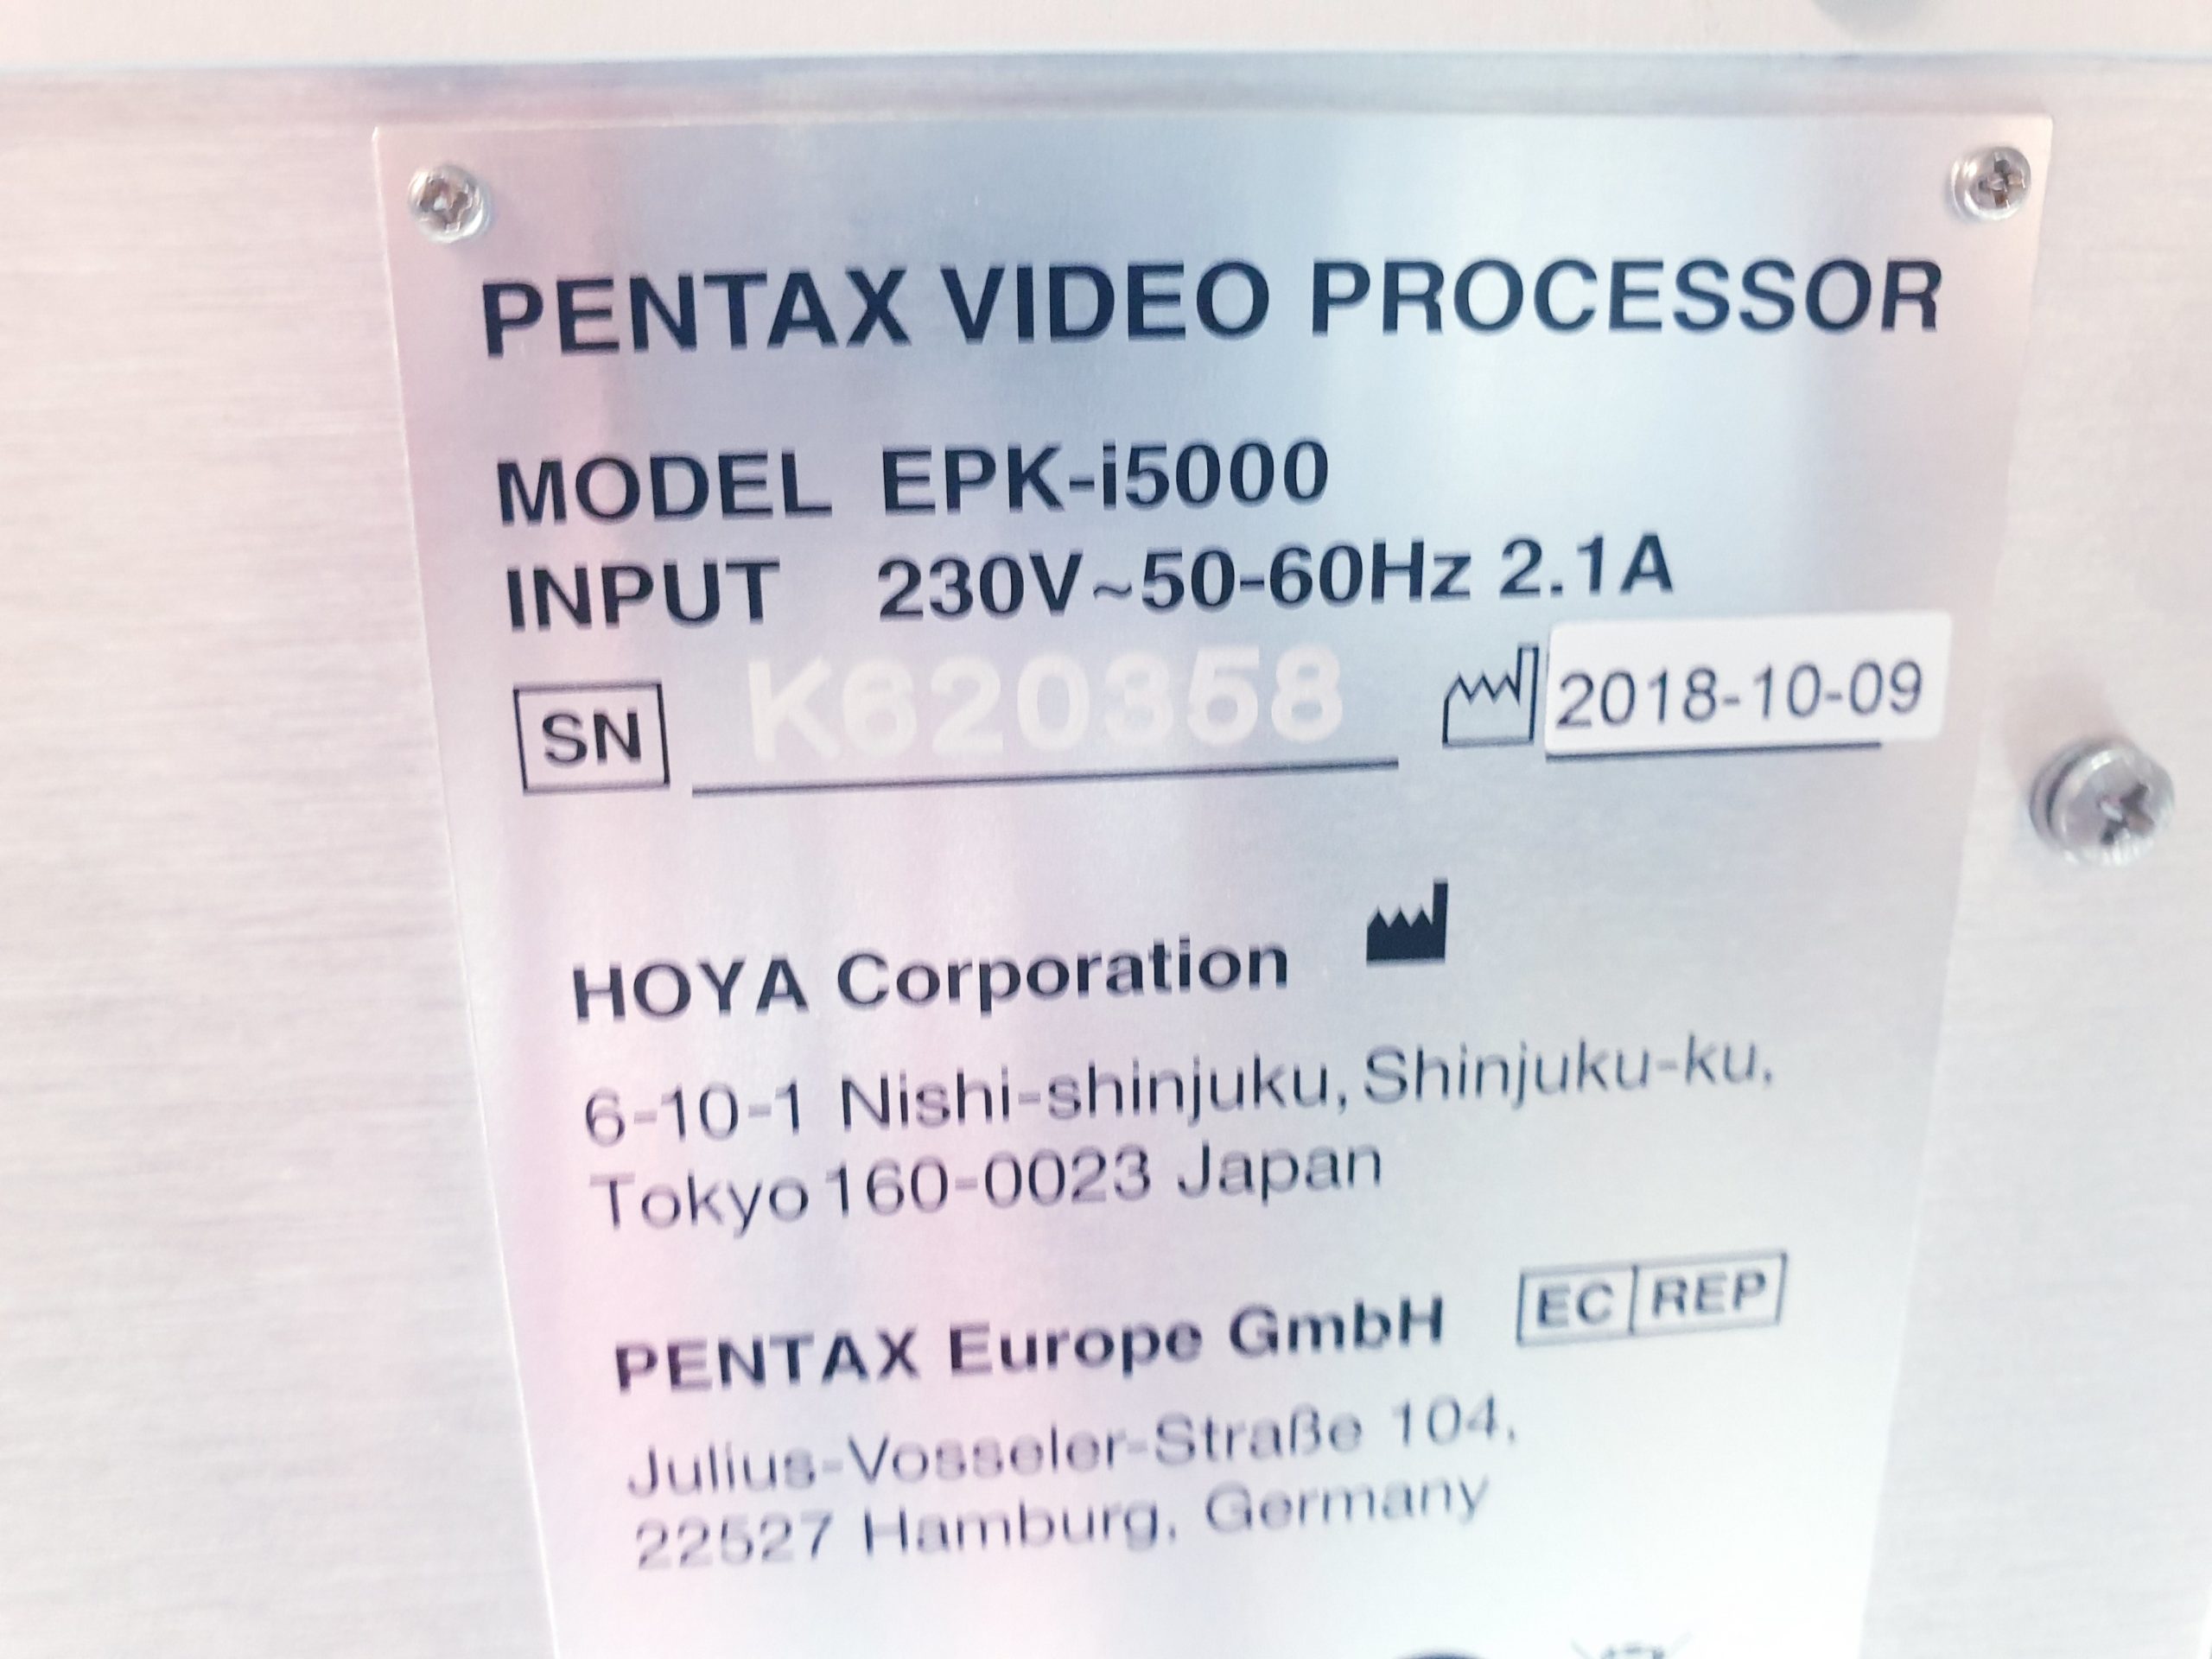 PENTAX VIDEO PROCESSOR
MODEL EPK-i5000
INPUT 230V~50-60Hz 2.1A
SN K620358 2018-10-09
HOYA Corporation
6-10-1 Nishi-shinjuku, Shinjuku-ku,
Tokyo 160-0023 Japan
PENTAX Europe GmbH EC REP
Julius-Vosseler-Straße 104,
22527 Hamburg, Germany